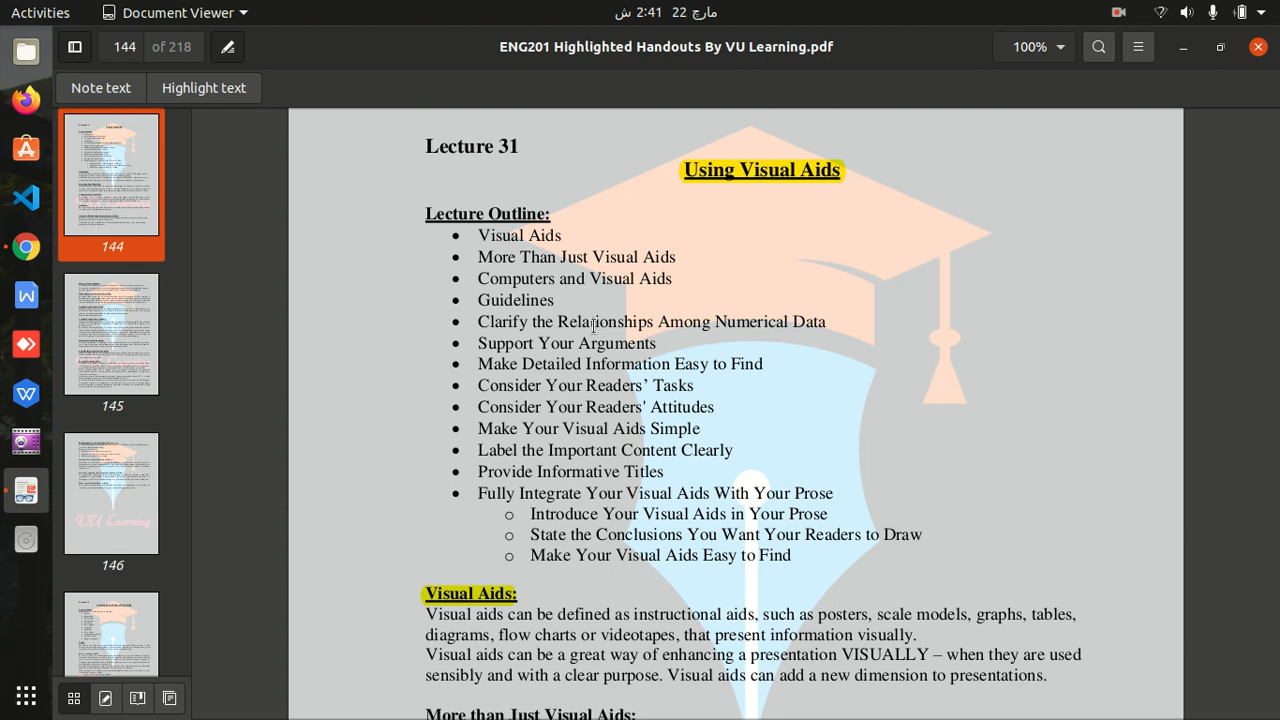 Activities
Document Viewer
مارچ 22 2:41 ش
144
of 218
ENG201 Highlighted Handouts By VU Learning.pdf
100%
Note text
Highlight text
144
145
VU Learning
146
Lecture 31
Using Visual Aids
Lecture Outline:
• Visual Aids
• More Than Just Visual Aids
• Computers and Visual Aids
• Guidelines
• Clarify the Relationships Among Numerical Data
• Support Your Arguments
• Make Detailed Information Easy to Find
• Consider Your Readers’ Tasks
• Consider Your Readers' Attitudes
• Make Your Visual Aids Simple
• Label the Important Content Clearly
• Provide Informative Titles
• Fully Integrate Your Visual Aids With Your Prose
o Introduce Your Visual Aids in Your Prose
o State the Conclusions You Want Your Readers to Draw
o Make Your Visual Aids Easy to Find
Visual Aids:
Visual aids can be defined as instructional aids, such as posters, scale models, graphs, tables,
diagrams, flow charts or videotapes, that present information visually.
Visual aids can be a great way of enhancing a presentation VISUALLY – when they are used
sensibly and with a clear purpose. Visual aids can add a new dimension to presentations.
More than Just Visual Aids: